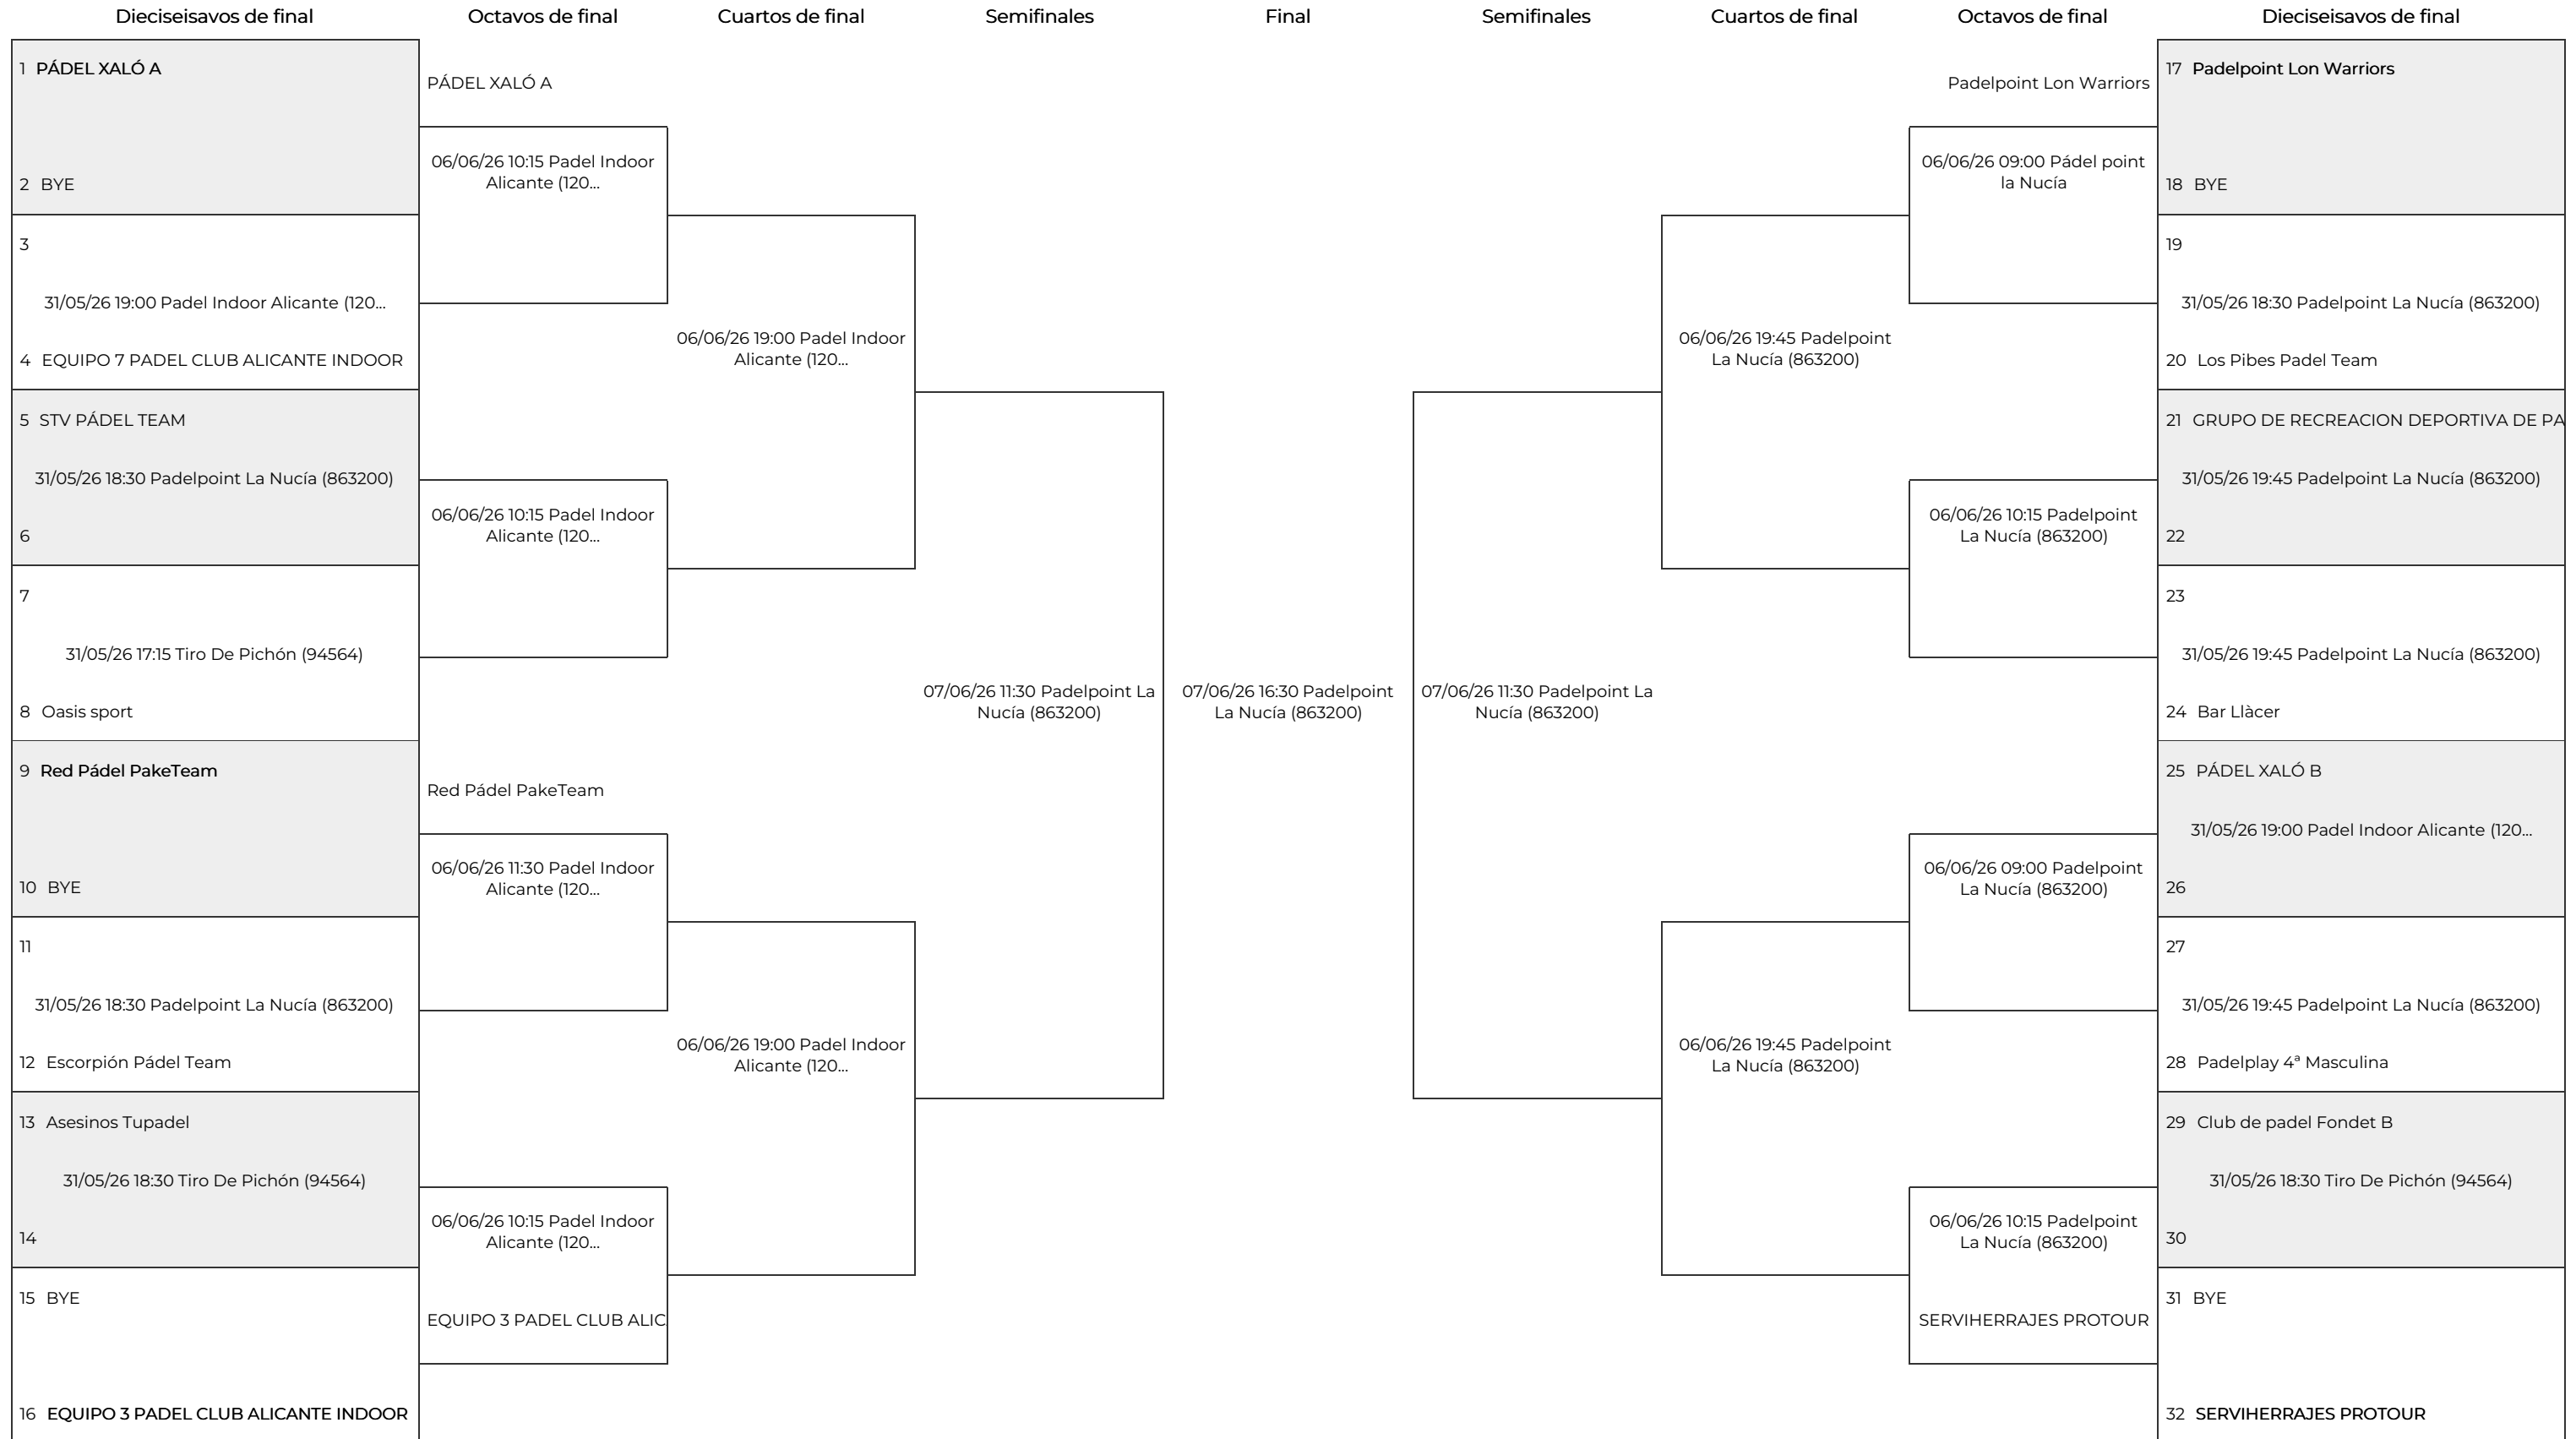 Dieciseisavos de final
Octavos de final
Cuartos de final
Semifinales
Final
Semifinales
Cuartos de final
Octavos de final
Dieciseisavos de final
1 PÁDEL XALÓ A
2 BYE
3
31/05/26 19:00 Padel Indoor Alicante (120...
4 EQUIPO 7 PADEL CLUB ALICANTE INDOOR
5 STV PÁDEL TEAM
31/05/26 18:30 Padelpoint La Nucía (863200)
6
7
31/05/26 17:15 Tiro De Pichón (94564)
8 Oasis sport
9 Red Pádel PakeTeam
10 BYE
11
31/05/26 18:30 Padelpoint La Nucía (863200)
12 Escorpión Pádel Team
13 Asesinos Tupadel
31/05/26 18:30 Tiro De Pichón (94564)
14
15 BYE
16 EQUIPO 3 PADEL CLUB ALICANTE INDOOR
PÁDEL XALÓ A
06/06/26 10:15 Padel Indoor
Alicante (120...
06/06/26 10:15 Padel Indoor
Alicante (120...
Red Pádel PakeTeam
06/06/26 11:30 Padel Indoor
Alicante (120...
06/06/26 10:15 Padel Indoor
Alicante (120...
EQUIPO 3 PADEL CLUB ALIC
06/06/26 19:00 Padel Indoor
Alicante (120...
06/06/26 19:00 Padel Indoor
Alicante (120...
07/06/26 11:30 Padelpoint La
Nucía (863200)
07/06/26 16:30 Padelpoint
La Nucía (863200)
07/06/26 11:30 Padelpoint La
Nucía (863200)
06/06/26 19:45 Padelpoint
La Nucía (863200)
06/06/26 19:45 Padelpoint
La Nucía (863200)
Padelpoint Lon Warriors
06/06/26 09:00 Pádel point
la Nucía
06/06/26 10:15 Padelpoint
La Nucía (863200)
06/06/26 09:00 Padelpoint
La Nucía (863200)
06/06/26 10:15 Padelpoint
La Nucía (863200)
SERVIHERRAJES PROTOUR
17 Padelpoint Lon Warriors
18 BYE
19
31/05/26 18:30 Padelpoint La Nucía (863200)
20 Los Pibes Padel Team
21 GRUPO DE RECREACION DEPORTIVA DE PA
31/05/26 19:45 Padelpoint La Nucía (863200)
22
23
31/05/26 19:45 Padelpoint La Nucía (863200)
24 Bar Llàcer
25 PÁDEL XALÓ B
31/05/26 19:00 Padel Indoor Alicante (120...
26
27
31/05/26 19:45 Padelpoint La Nucía (863200)
28 Padelplay 4ª Masculina
29 Club de padel Fondet B
31/05/26 18:30 Tiro De Pichón (94564)
30
31 BYE
32 SERVIHERRAJES PROTOUR